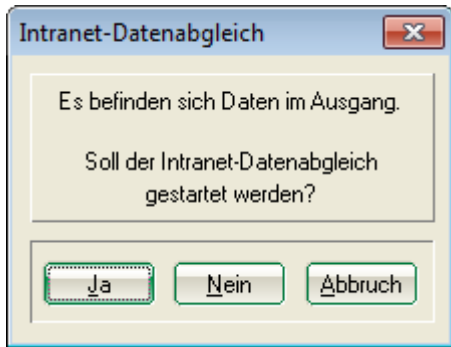 Intranet-Datenabgleich
Es befinden sich Daten im Ausgang.
Soll der Intranet-Datenabgleich
gestartet werden?
Ja
Nein
Abbruch